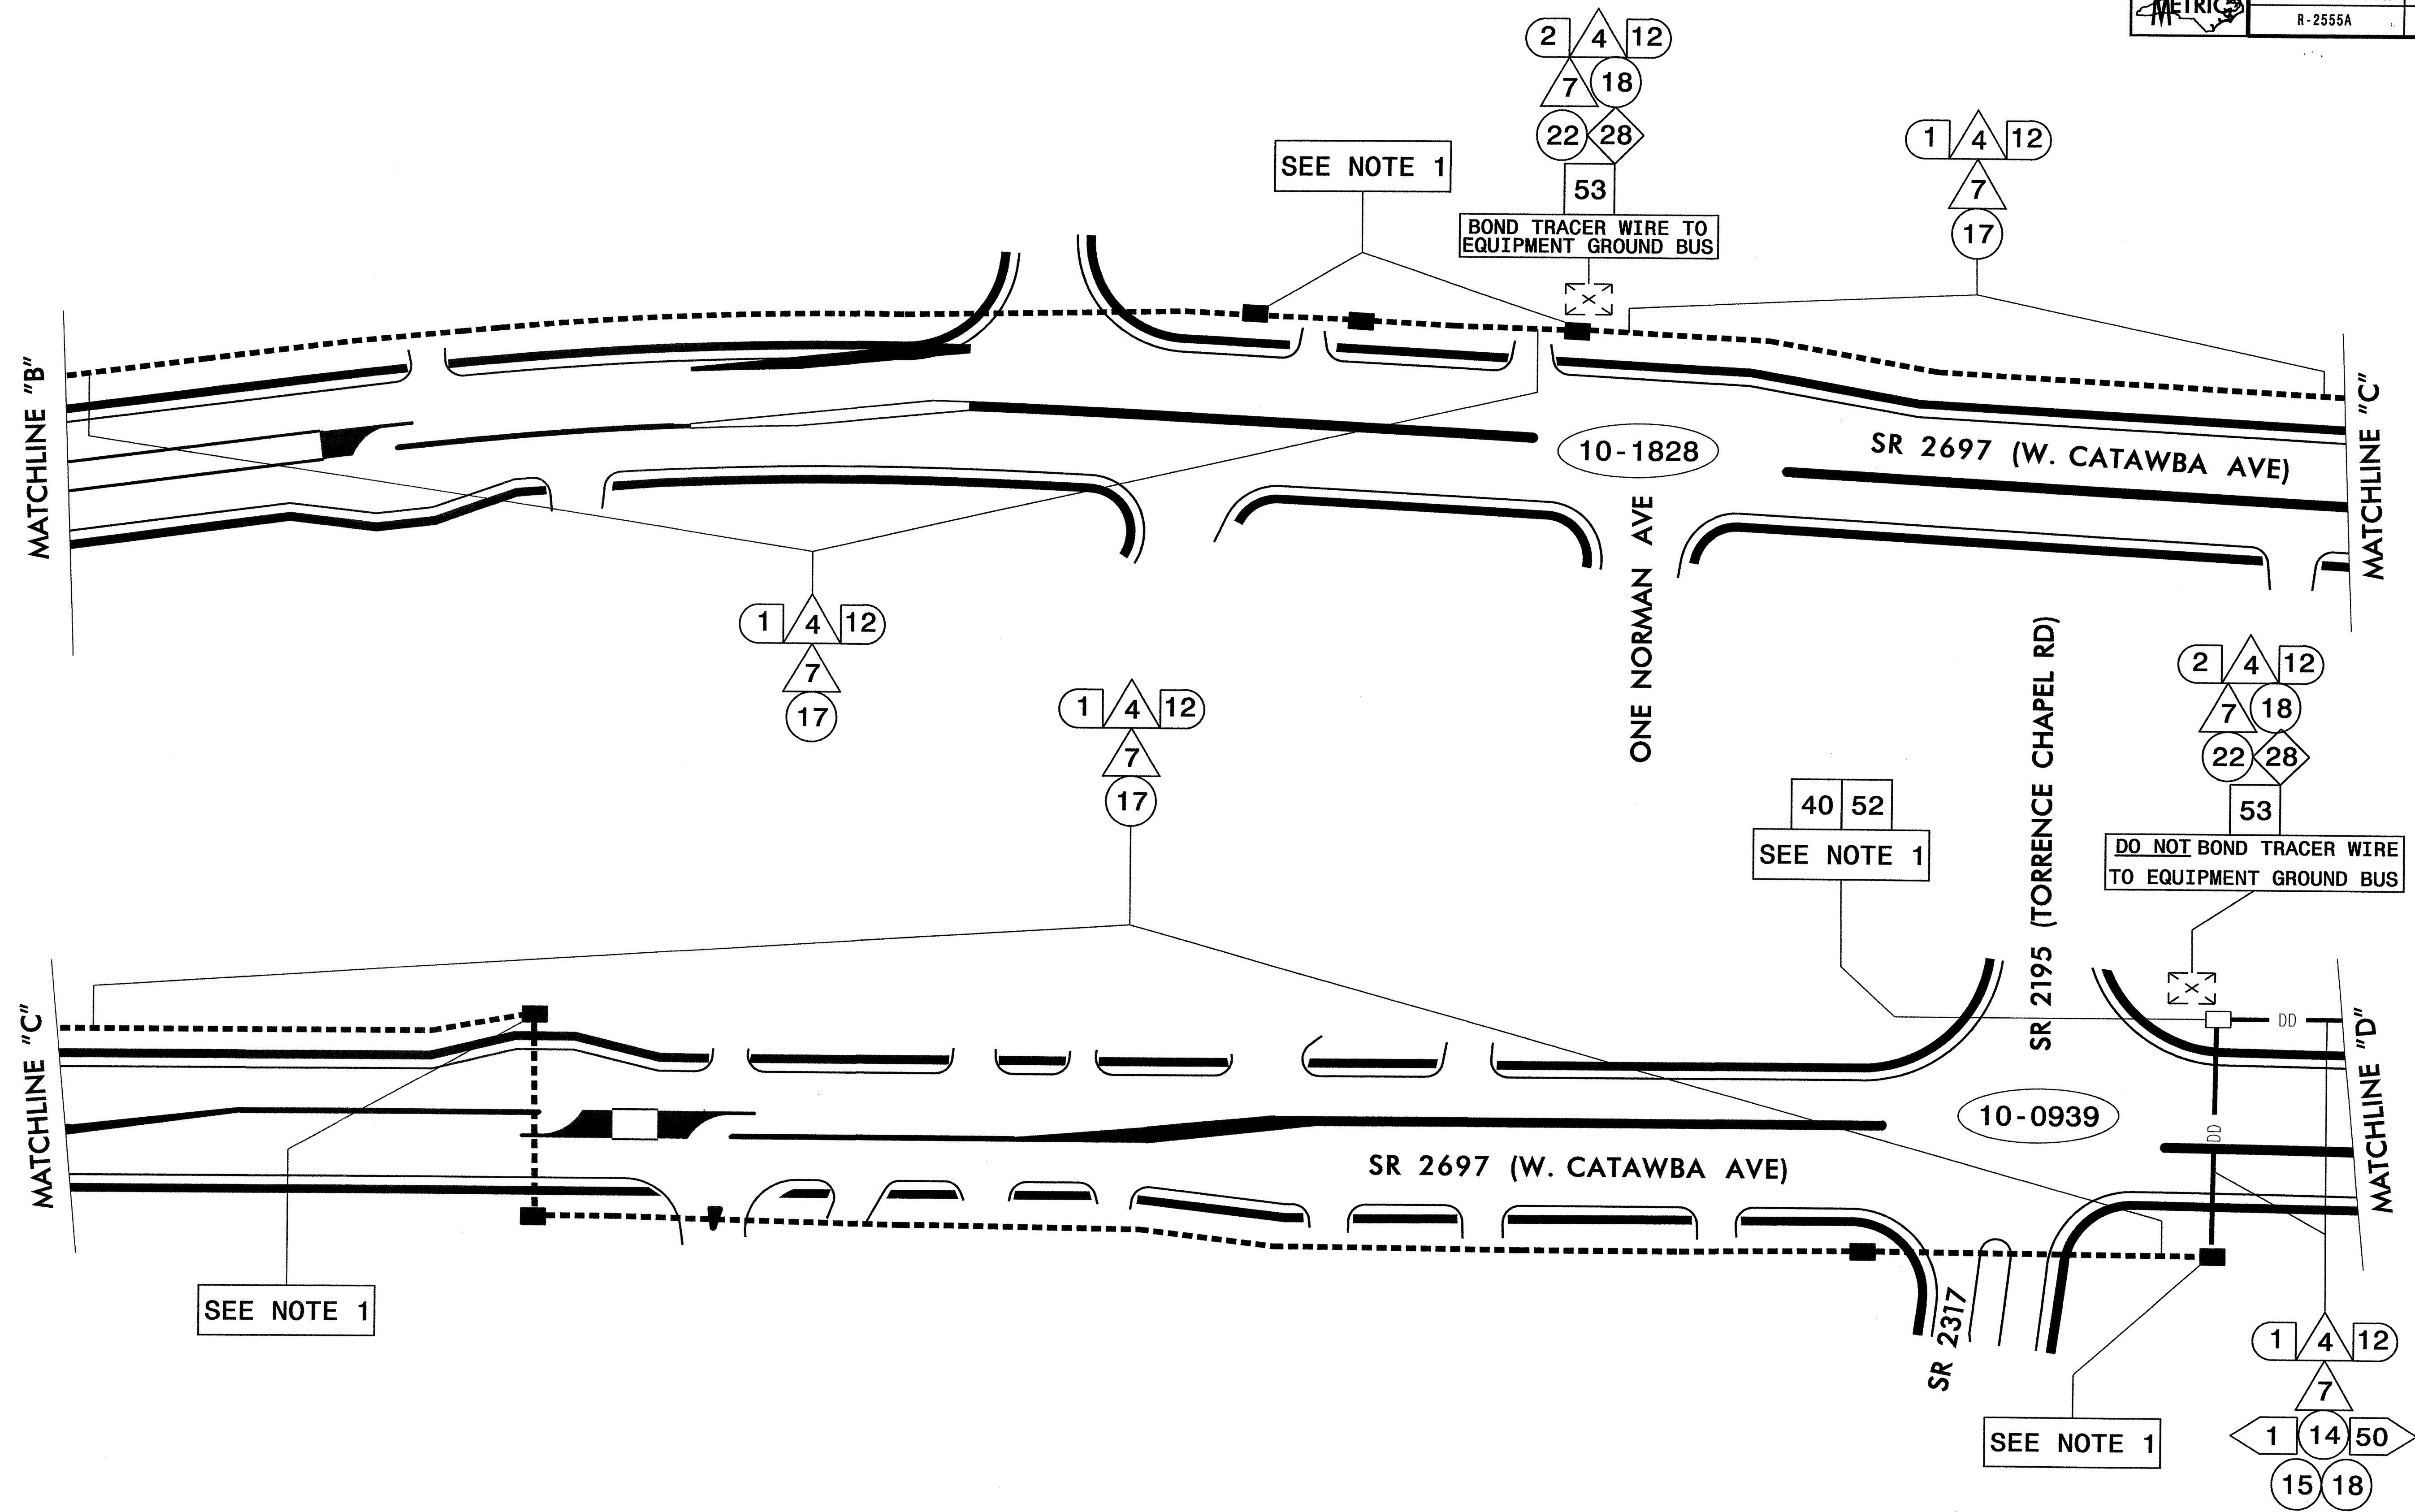 METRIC
R-2555A
2 4 12
7 18
22 28
53
BOND TRACER WIRE TO
EQUIPMENT GROUND BUS
SEE NOTE 1
1 4 12
7
17
MATCHLINE "B"
MATCHLINE "C"
10-1828
SR 2697 (W. CATAWBA AVE)
ONE NORMAN AVE
1 4 12
7
17
1 4 12
7
17
SR 2195 (TORRENCE CHAPEL RD)
2 4 12
7 18
22 28
53
DO NOT BOND TRACER WIRE
TO EQUIPMENT GROUND BUS
40 52
SEE NOTE 1
MATCHLINE "C"
MATCHLINE "D"
DD
DD
10-0939
SR 2697 (W. CATAWBA AVE)
SR 2317
SEE NOTE 1
SEE NOTE 1
1 4 12
7
1 14 50
15 18